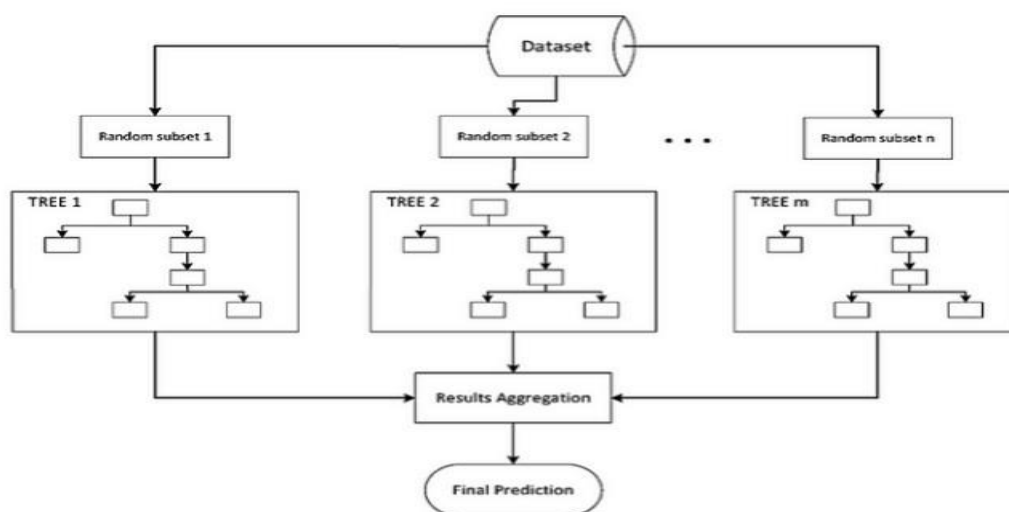 Dataset
Random subset 1
Random subset 2
. . .
Random subset n
TREE 1
TREE 2
TREE m
Results Aggregation
Final Prediction